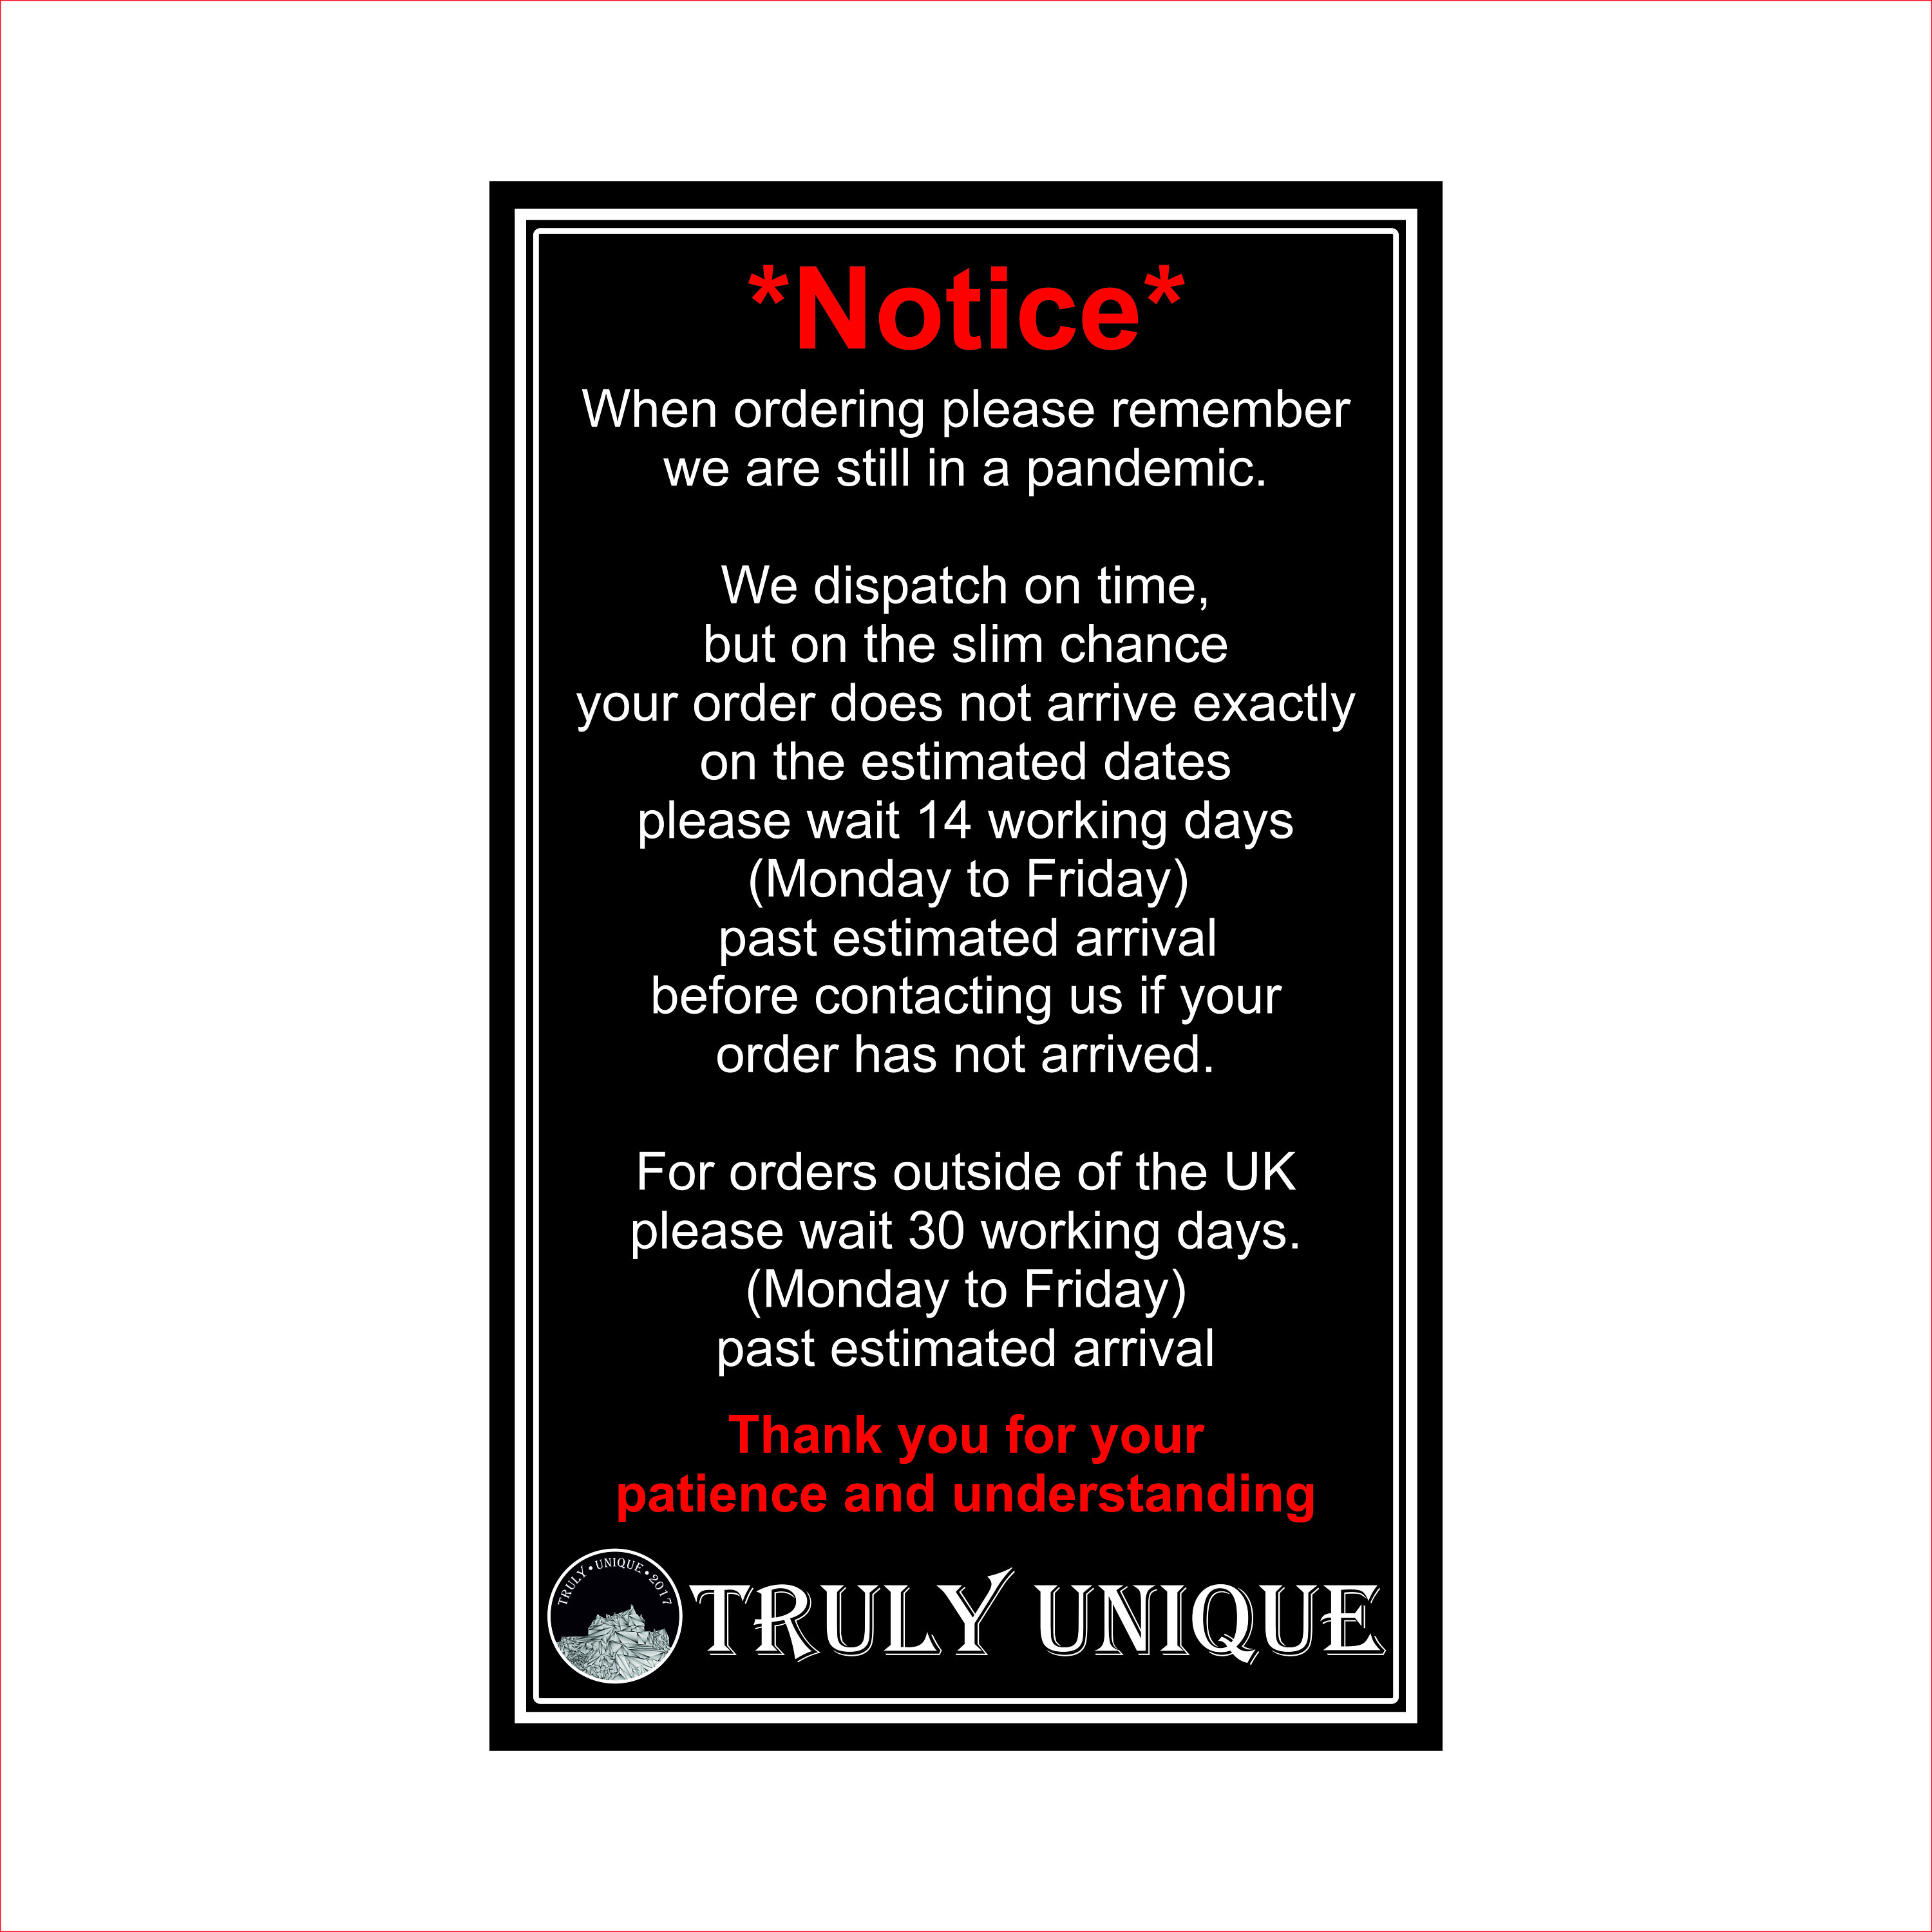 *Notice*
When ordering please remember
we are still in a pandemic.
We dispatch on time,
but on the slim chance
your order does not arrive exactly
on the estimated dates
please wait 14 working days
(Monday to Friday)
past estimated arrival
before contacting us if your
order has not arrived.
For orders outside of the UK
please wait 30 working days.
(Monday to Friday)
past estimated arrival
Thank you for your
patience and understanding
TRULY • UNIQUE • 2017
TRULY UNIQUE